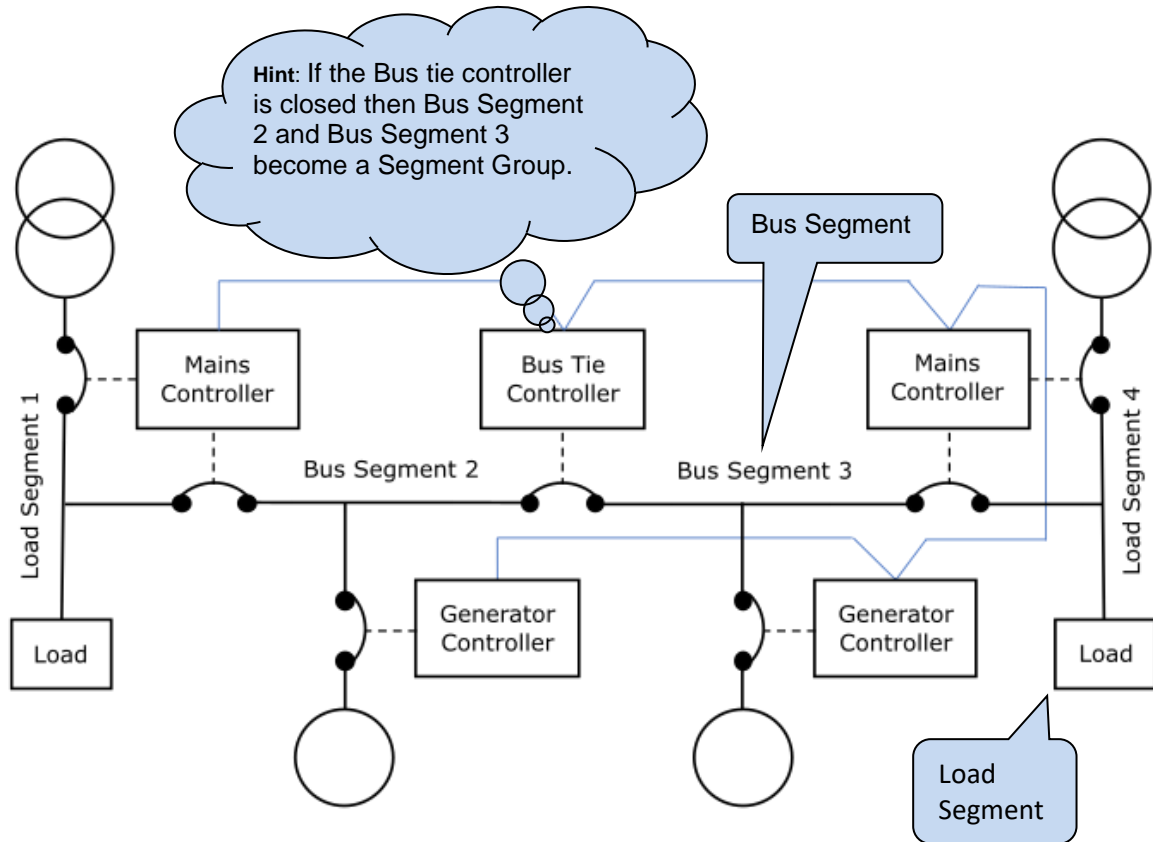 Hint: If the Bus tie controller
is closed then Bus Segment
2 and Bus Segment 3
become a Segment Group.
Bus Segment
Mains
Controller
Bus Tie
Controller
Mains
Controller
Load Segment 1
Bus Segment 2
Bus Segment 3
Load Segment 4
Generator
Controller
Generator
Controller
Load
Load
Load
Segment